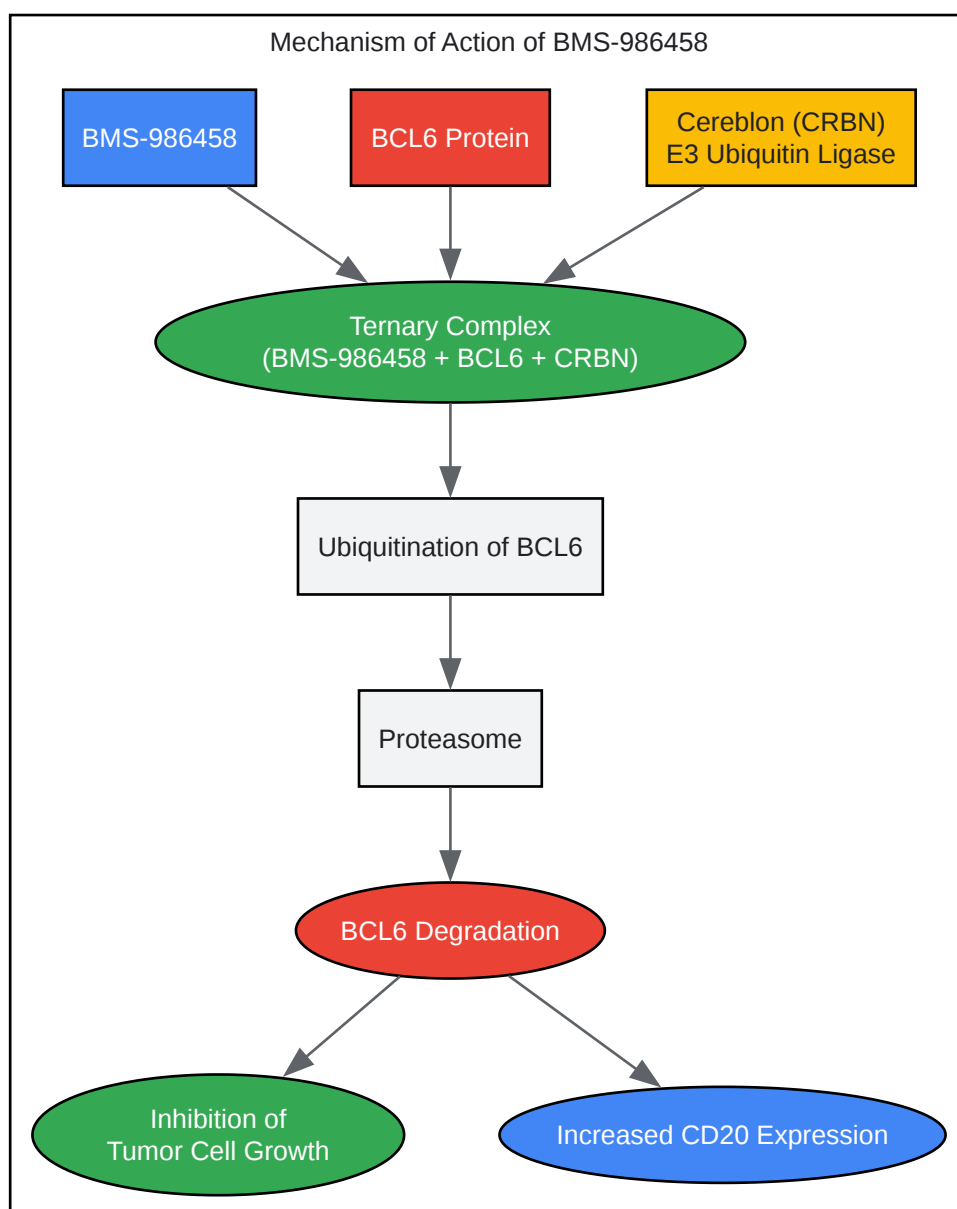 Mechanism of Action of BMS-986458
BMS-986458
BCL6 Protein
Cereblon (CRBN)
E3 Ubiquitin Ligase
Ternary Complex
(BMS-986458 + BCL6 + CRBN)
Ubiquitination of BCL6
Proteasome
BCL6 Degradation
Inhibition of
Tumor Cell Growth
Increased CD20 Expression